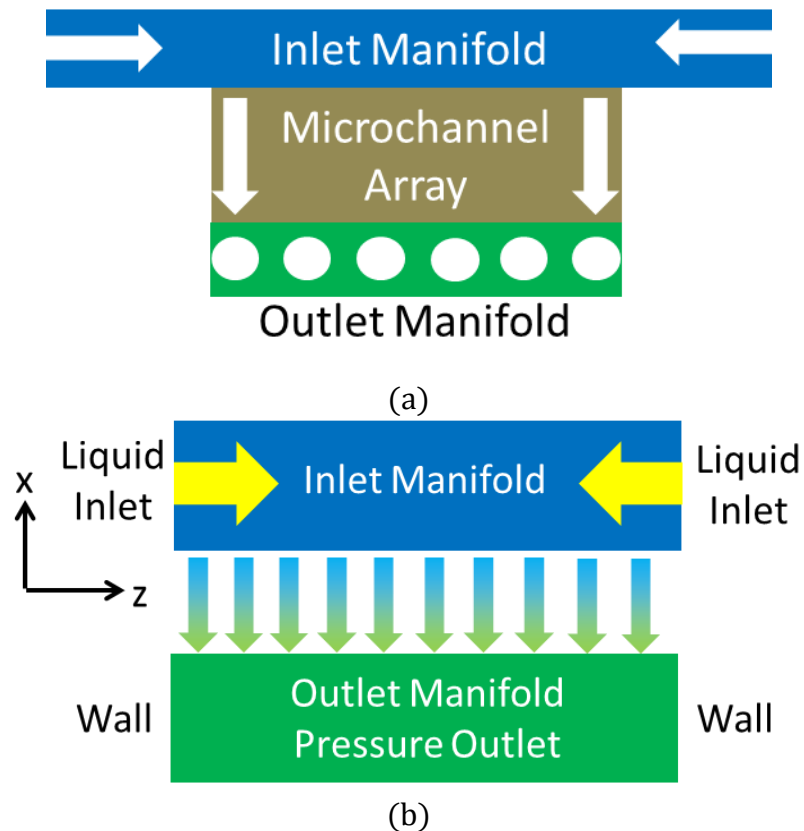 Inlet Manifold
Microchannel
Array
Outlet Manifold
(a)
Liquid
Inlet
Inlet Manifold
Liquid
Inlet
x
z
Wall
Outlet Manifold
Pressure Outlet
Wall
(b)